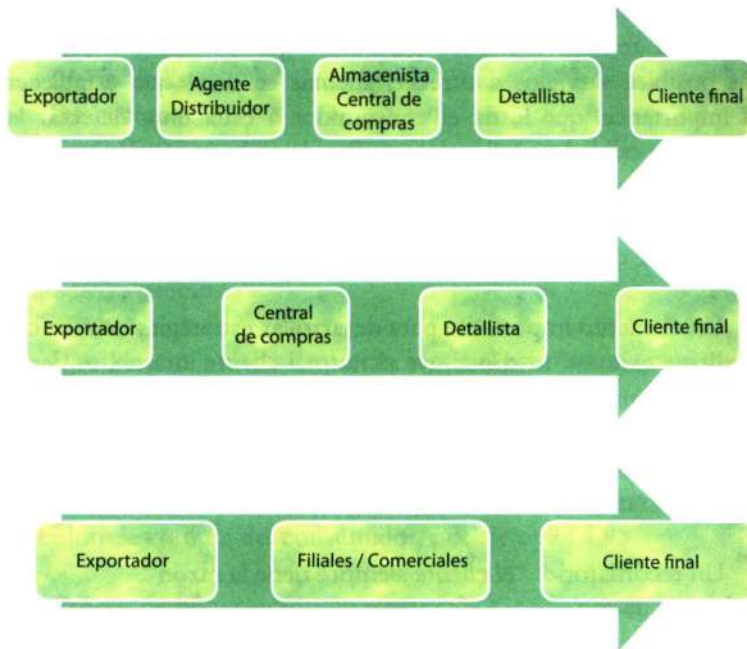 Exportador
Agente
Distribuidor
Almacenista
Central de
compras
Detallista
Cliente final
Exportador
Central
de compras
Detallista
Cliente final
Exportador
Filiales / Comerciales
Cliente final